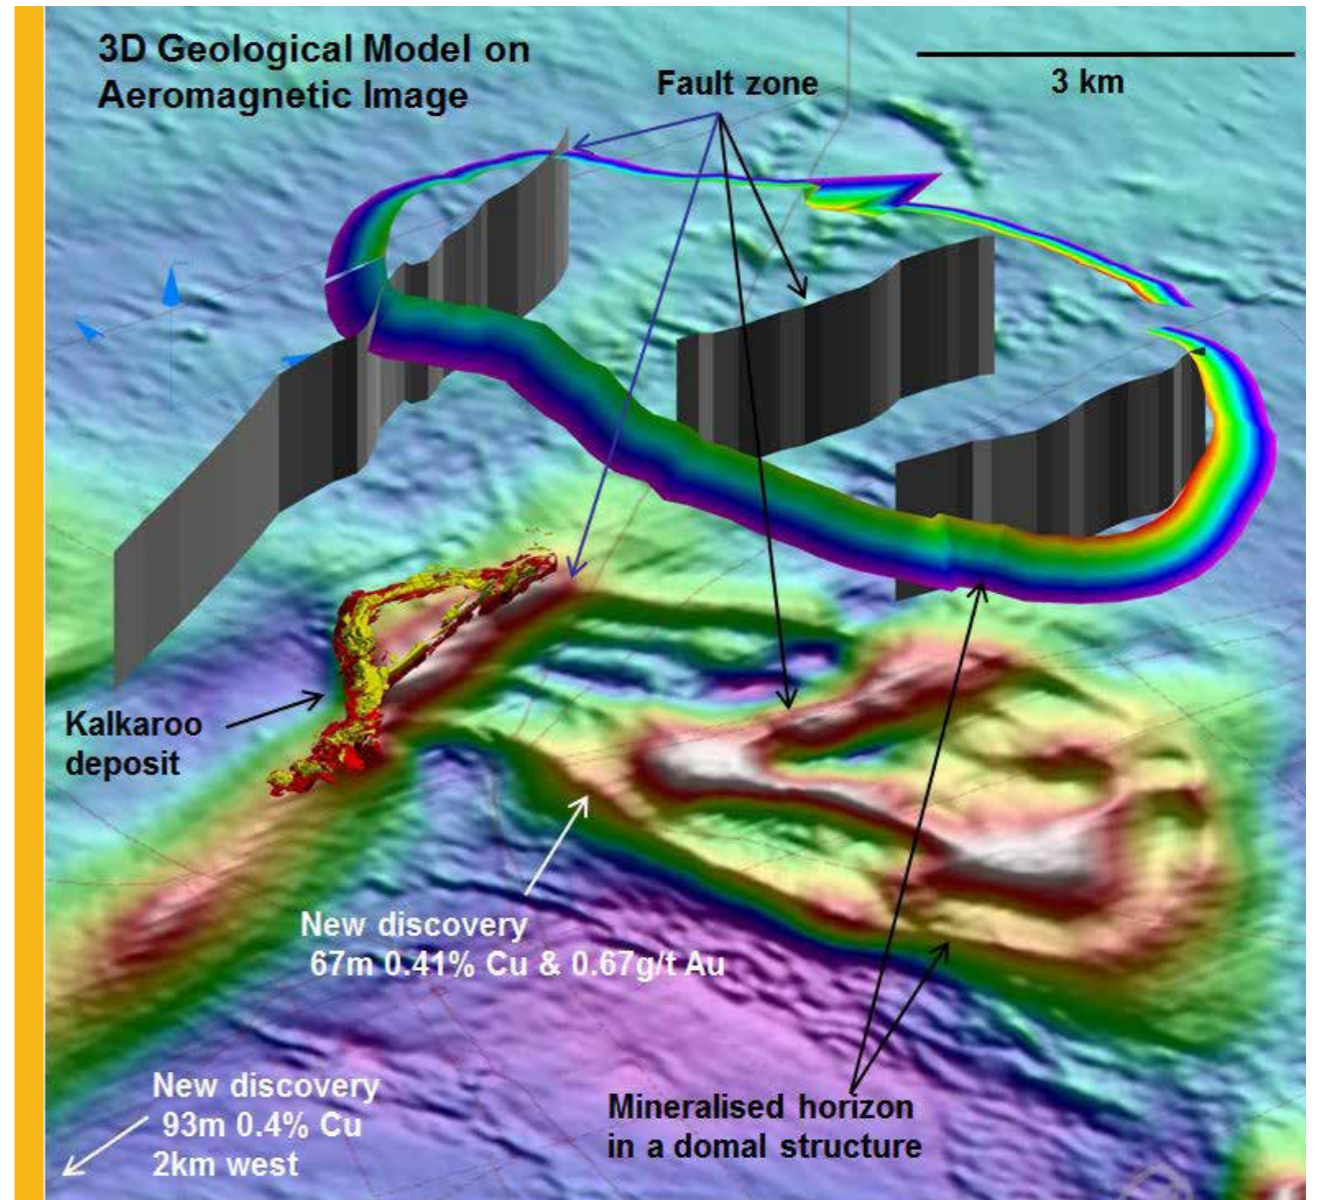 3D Geological Model on
Aeromagnetic Image
Fault zone
3 km
Kalkaroo
deposit
New discovery
67m 0.41% Cu & 0.67g/t Au
New discovery
93m 0.4% Cu
2km west
Mineralised horizon
in a domal structure